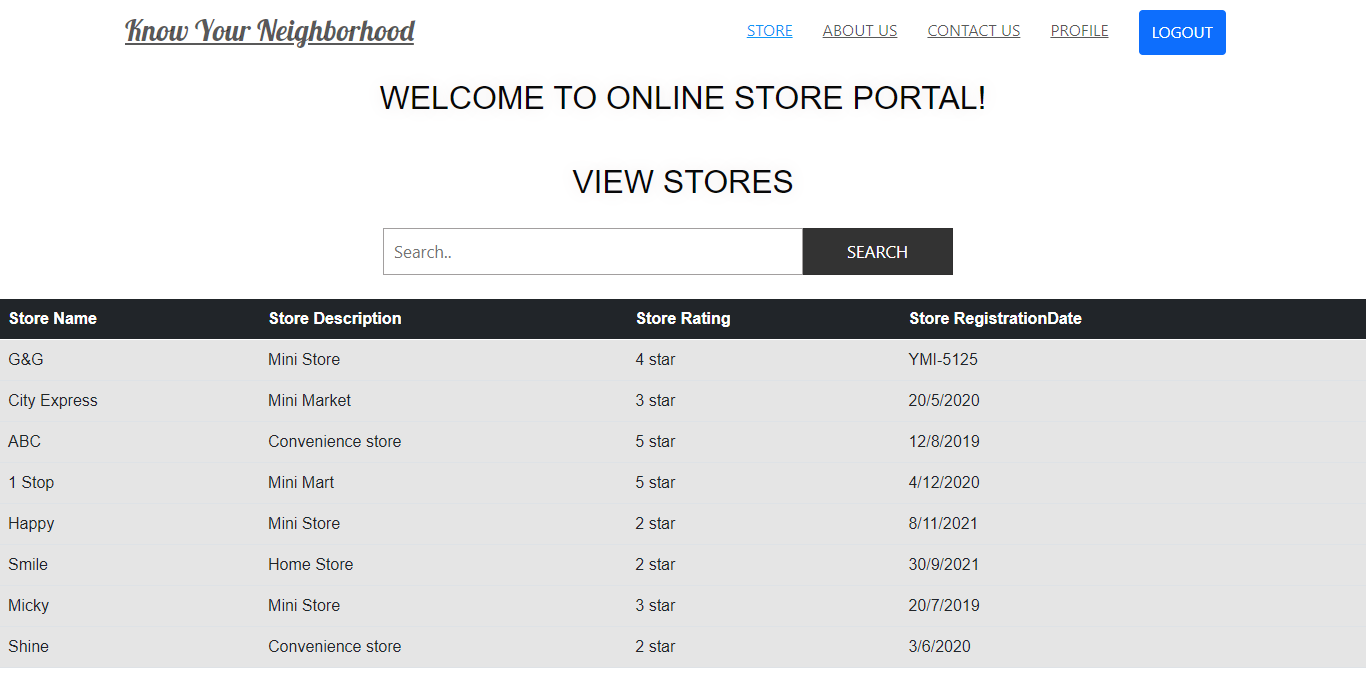 Know Your Neighborhood STORE ABOUT US CONTACT US PROFILE LOGOUT
WELCOME TO ONLINE STORE PORTAL!
VIEW STORES
Search.. SEARCH
Store Name Store Description Store Rating Store RegistrationDate
G&G Mini Store 4 star YMI-5125
City Express Mini Market 3 star 20/5/2020
ABC Convenience store 5 star 12/8/2019
1 Stop Mini Mart 5 star 4/12/2020
Happy Mini Store 2 star 8/11/2021
Smile Home Store 2 star 30/9/2021
Micky Mini Store 3 star 20/7/2019
Shine Convenience store 2 star 3/6/2020